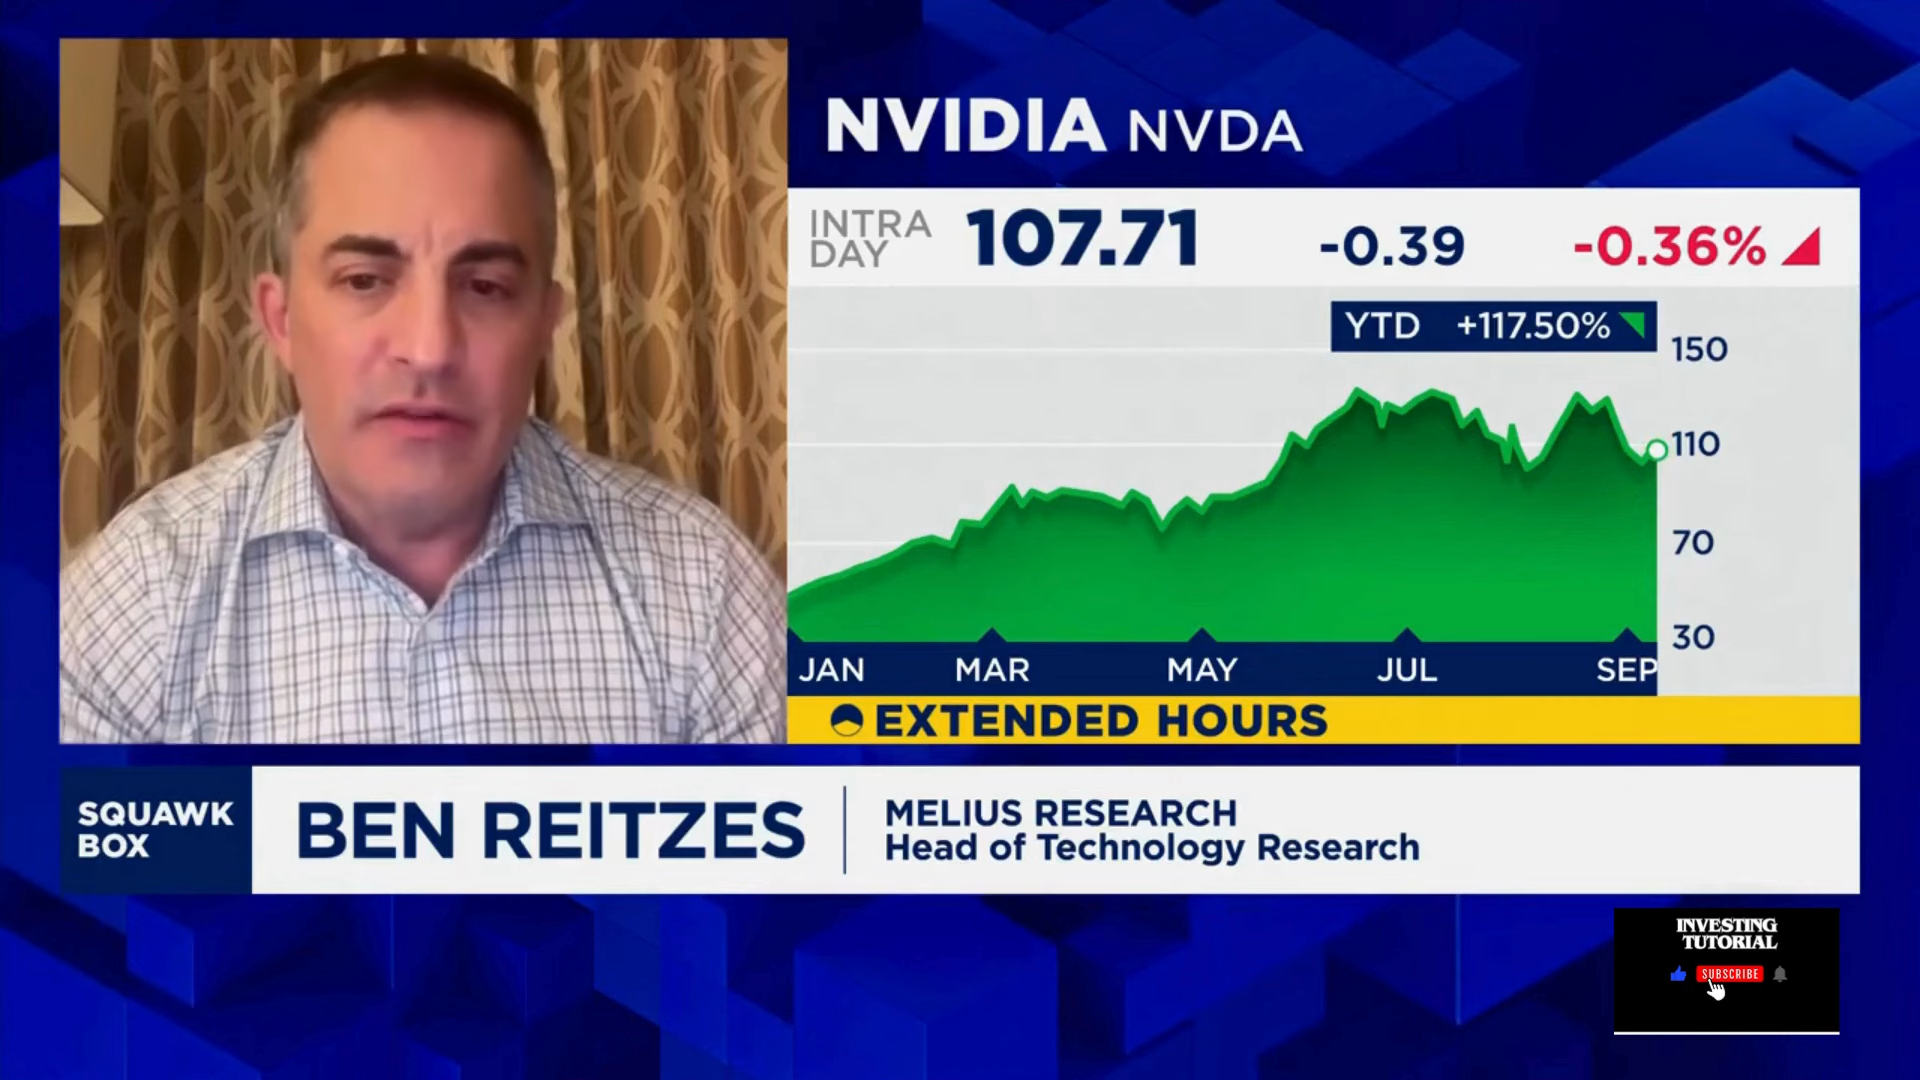 NVIDIA NVDA
INTRA
DAY
107.71 -0.39 -0.36%
YTD +117.50%
150
110
70
30
JAN MAR MAY JUL SEP
EXTENDED HOURS
SQUAWK
BOX
BEN REITZES
MELIUS RESEARCH
Head of Technology Research
INVESTING
TUTORIAL
SUBSCRIBE